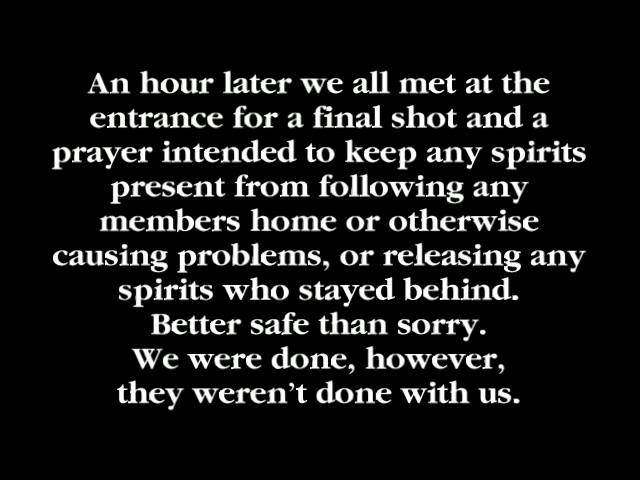 An hour later we all met at the
entrance for a final shot and a
prayer intended to keep any spirits
present from following any
members home or otherwise
causing problems, or releasing any
spirits who stayed behind.
Better safe than sorry.
We were done, however,
they weren’t done with us.